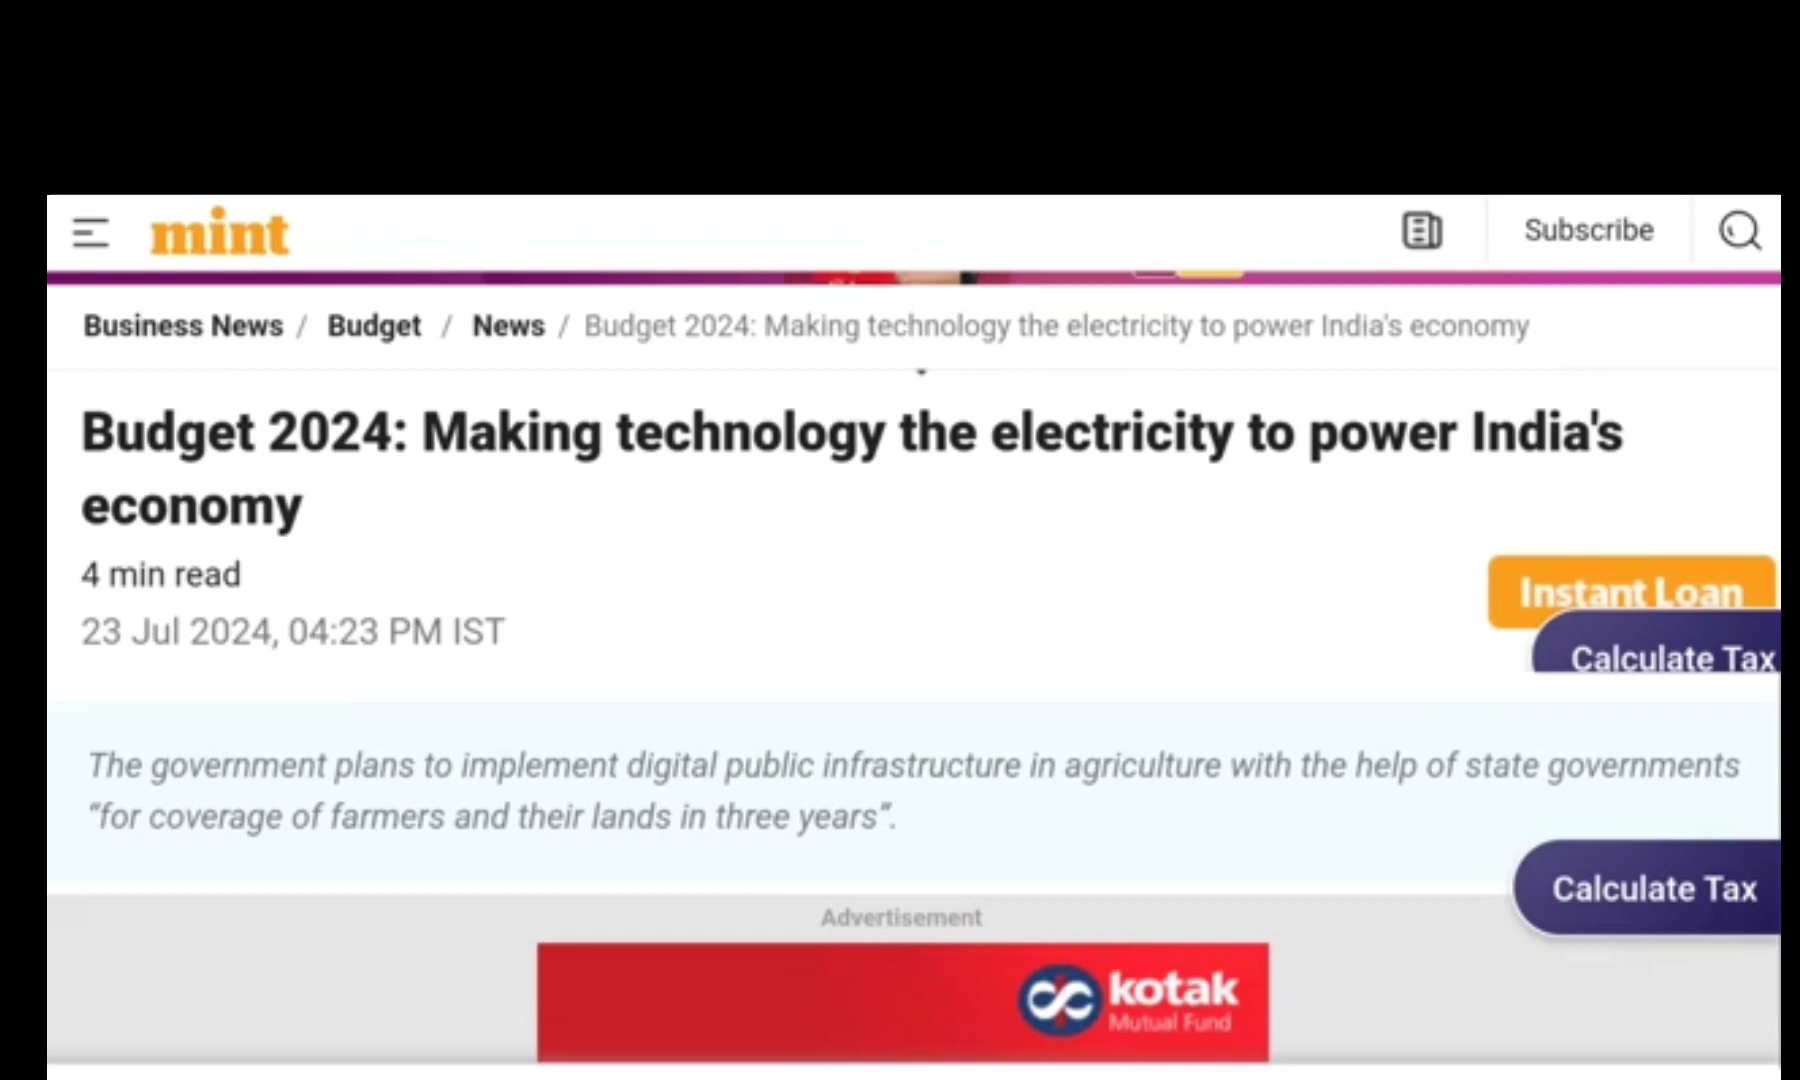 mint
Subscribe
Business News / Budget / News / Budget 2024: Making technology the electricity to power India's economy
Budget 2024: Making technology the electricity to power India's
economy
4 min read
23 Jul 2024, 04:23 PM IST
Instant Loan
Calculate Tax
The government plans to implement digital public infrastructure in agriculture with the help of state governments
“for coverage of farmers and their lands in three years”.
Calculate Tax
Advertisement
kotak
Mutual Fund